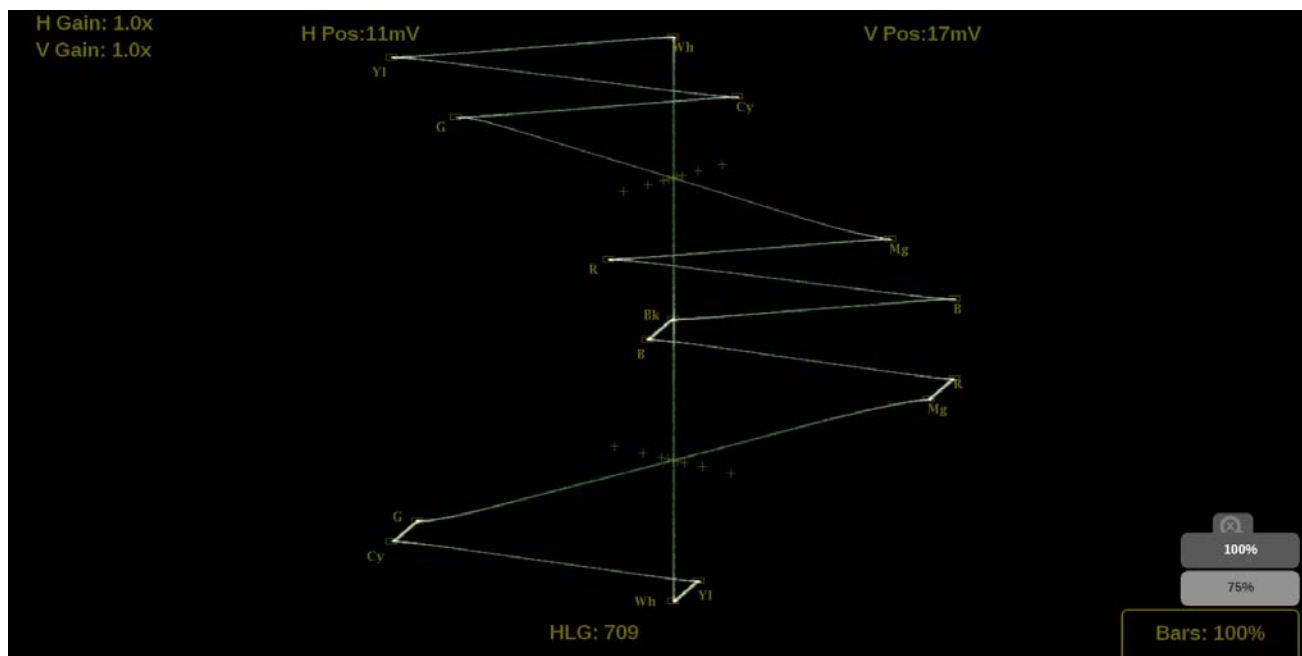 H Gain: 1.0x
V Gain: 1.0x
H Pos:11mV
V Pos:17mV
Wh
Yl
Cy
G
Mg
R
B
Bk
B
R
Mg
G
Cy
Yl
Wh
100%
75%
HLG: 709
Bars: 100%